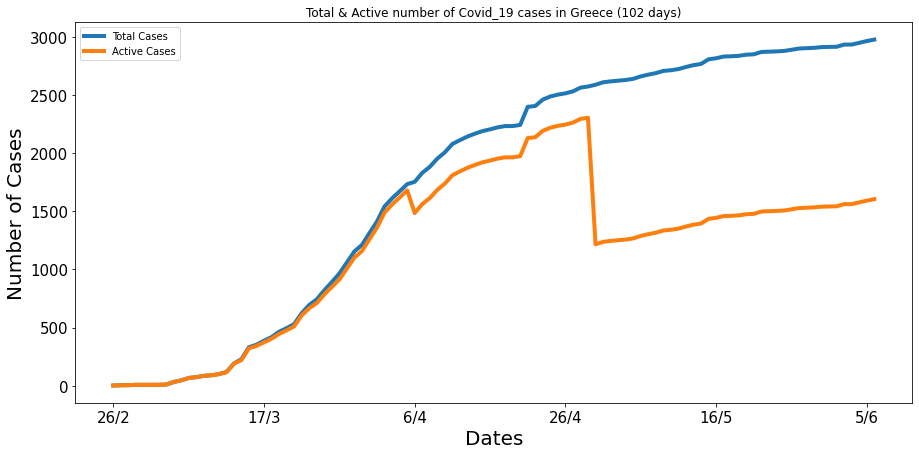 Total & Active number of Covid_19 cases in Greece (102 days)
Total Cases
Active Cases
Number of Cases
3000
2500
2000
1500
1000
500
0
26/2 17/3 6/4 26/4 16/5 5/6
Dates